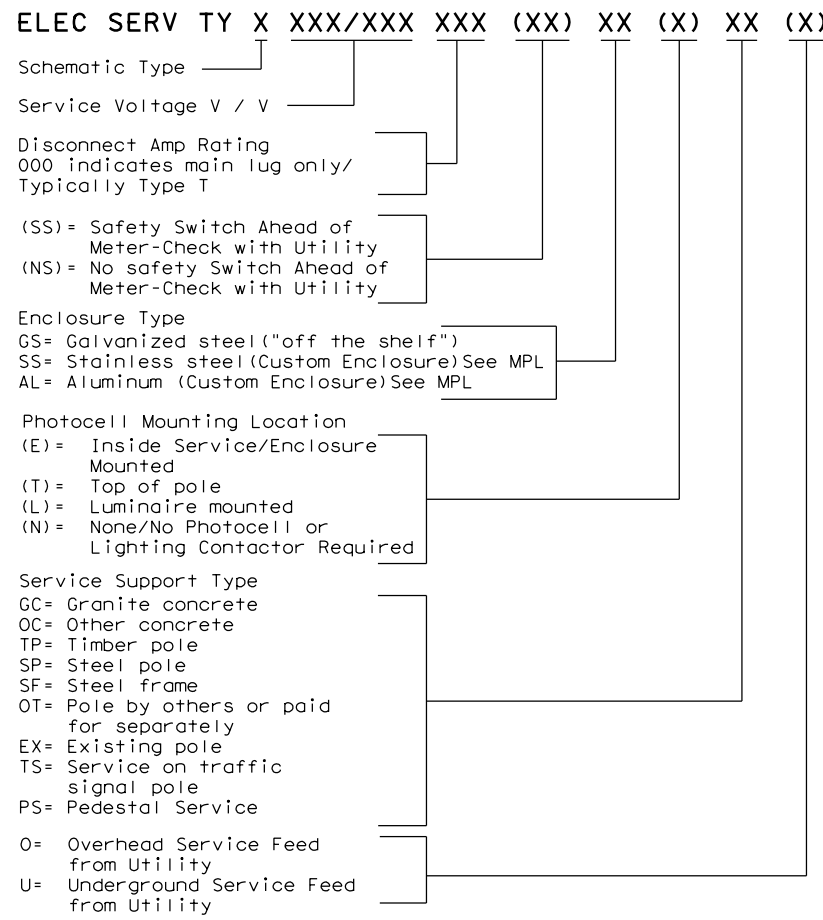 ELEC SERV TY X XXX/XXX XXX (XX) XX (X) XX (X)
Schematic Type
Service Voltage V / V
Disconnect Amp Rating
000 indicates main lug only/
Typically Type T
(SS)= Safety Switch Ahead of
Meter-Check with Utility
(NS)= No safety Switch Ahead of
Meter-Check with Utility
Enclosure Type
GS= Galvanized steel("off the shelf")
SS= Stainless steel(Custom Enclosure)See MPL
AL= Aluminum (Custom Enclosure)See MPL
Photocell Mounting Location
(E)= Inside Service/Enclosure
Mounted
(T)= Top of pole
(L)= Luminaire mounted
(N)= None/No Photocell or
Lighting Contactor Required
Service Support Type
GC= Granite concrete
OC= Other concrete
TP= Timber pole
SP= Steel pole
SF= Steel frame
OT= Pole by others or paid
for separately
EX= Existing pole
TS= Service on traffic
signal pole
PS= Pedestal Service
O= Overhead Service Feed
from Utility
U= Underground Service Feed
from Utility